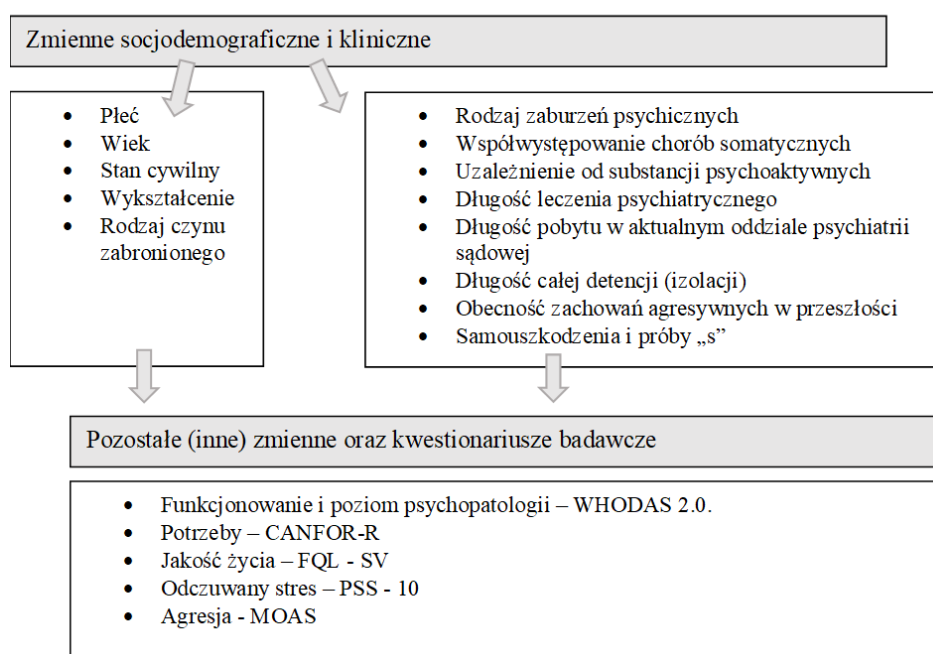 Zmienne socjodemograficzne i kliniczne
• Płeć
• Wiek
• Stan cywilny
• Wykształcenie
• Rodzaj czynu
zabronionego
• Rodzaj zaburzeń psychicznych
• Współwystępowanie chorób somatycznych
• Uzależnienie od substancji psychoaktywnych
• Długość leczenia psychiatrycznego
• Długość pobytu w aktualnym oddziale psychiatrii
sądowej
• Długość całej detencji (izolacji)
• Obecność zachowań agresywnych w przeszłości
• Samouszkodzenia i próby „s”
Pozostałe (inne) zmienne oraz kwestionariusze badawcze
• Funkcjonowanie i poziom psychopatologii – WHODAS 2.0.
• Potrzeby – CANFOR-R
• Jakość życia – FQL - SV
• Odczuwany stres – PSS - 10
• Agresja - MOAS